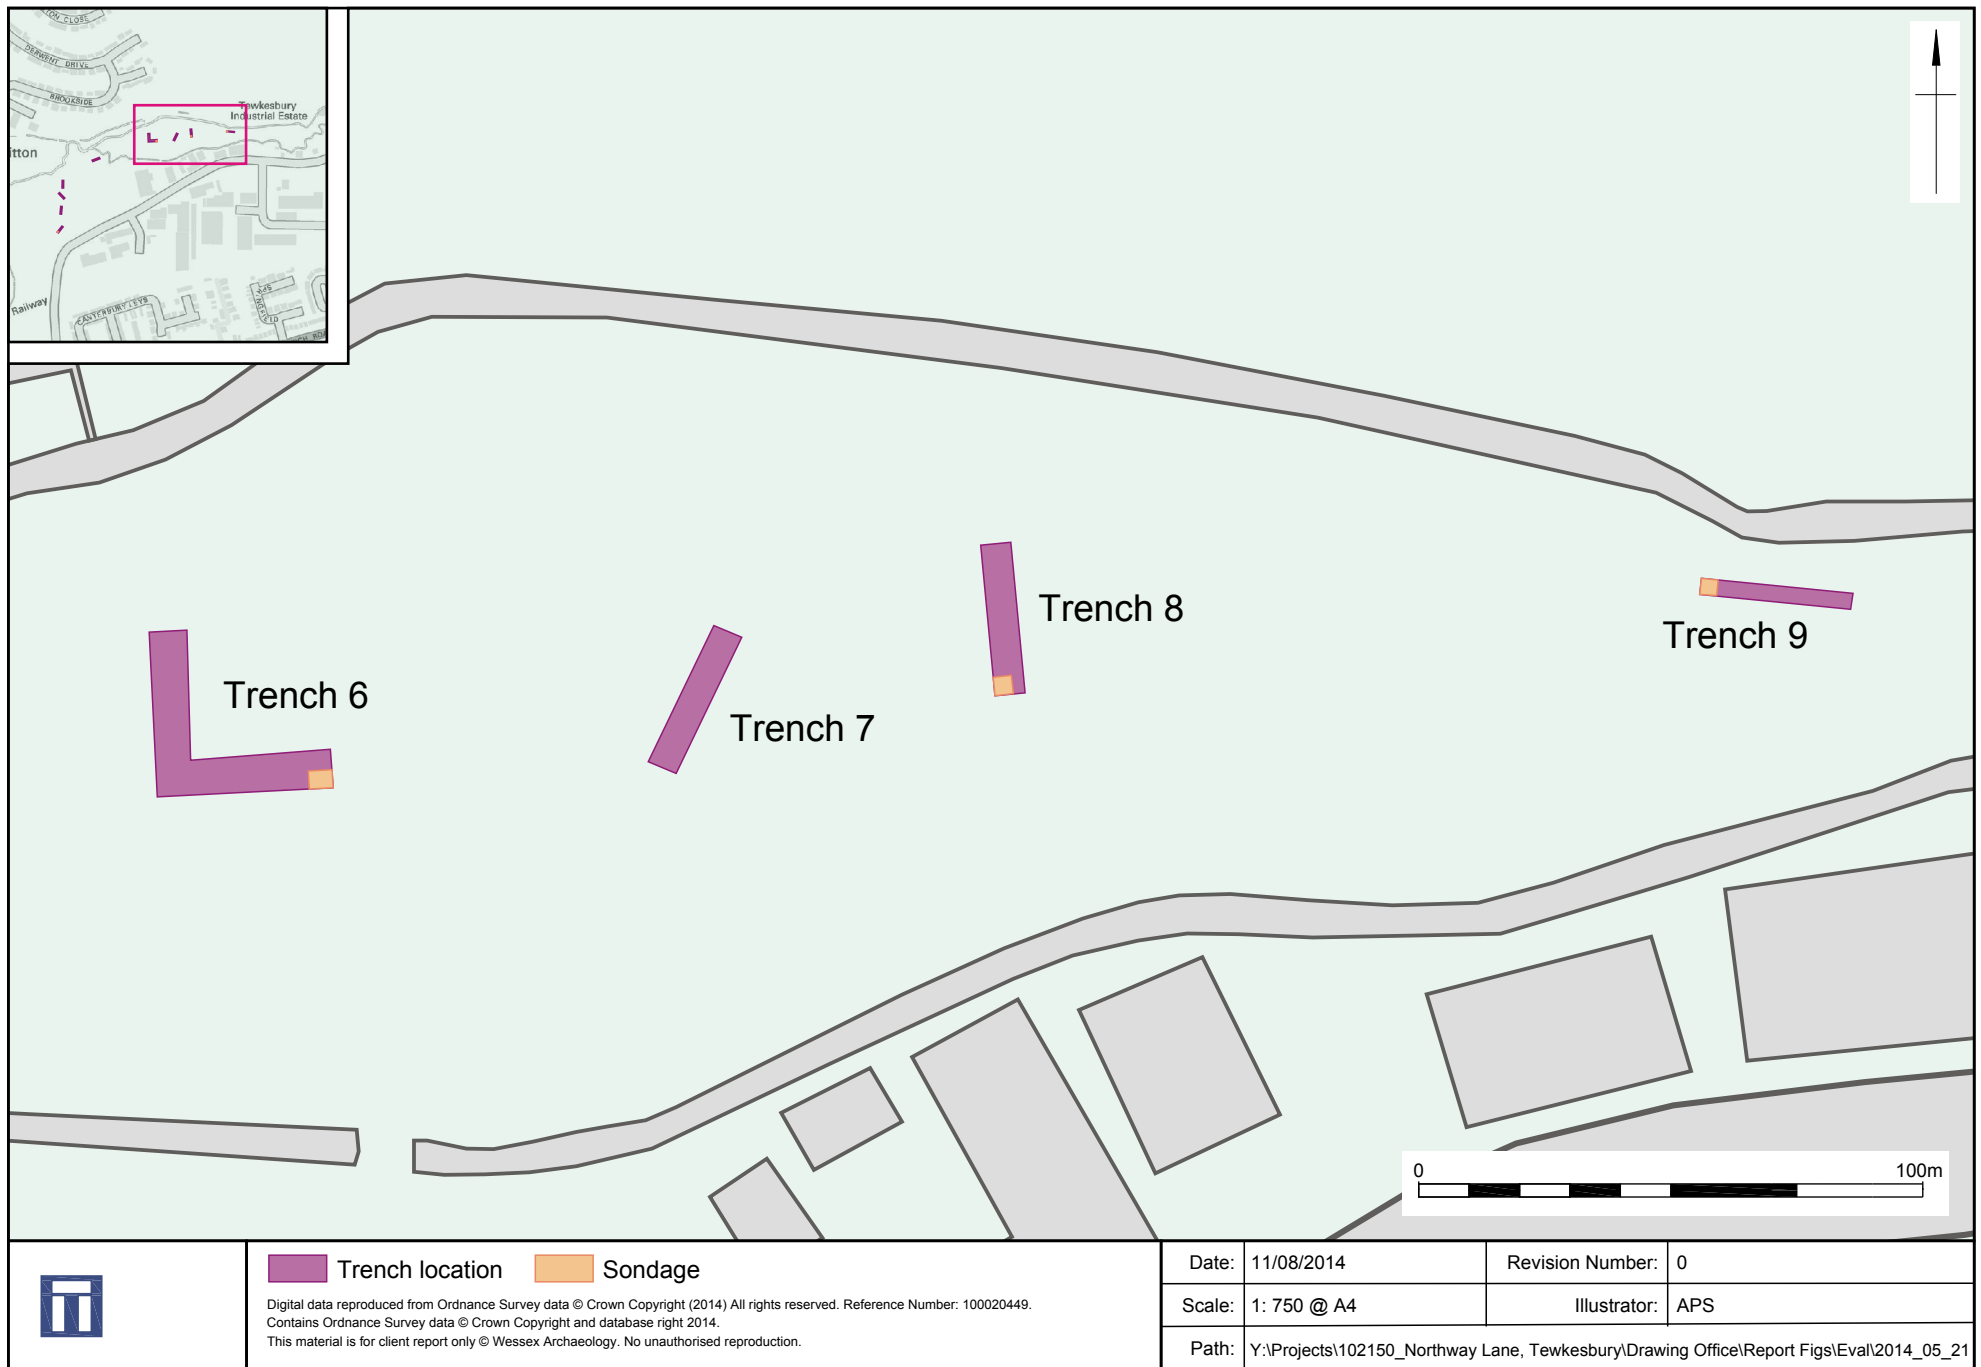 TON CLOSE
DERWENT DRIVE
BROOKSIDE
Tewkesbury
Industrial Estate
itton
Railway
CANTERBURY LEYS
Trench 8
Trench 9
Trench 6
Trench 7
0 100m
Trench location Sondage
Digital data reproduced from Ordnance Survey data © Crown Copyright (2014) All rights reserved. Reference Number: 100020449.
Contains Ordnance Survey data © Crown Copyright and database right 2014.
This material is for client report only © Wessex Archaeology. No unauthorised reproduction.
Date: 11/08/2014 Revision Number: 0
Scale: 1: 750 @ A4 Illustrator: APS
Path: Y:\Projects\102150_Northway Lane, Tewkesbury\Drawing Office\Report Figs\Eval\2014_05_21